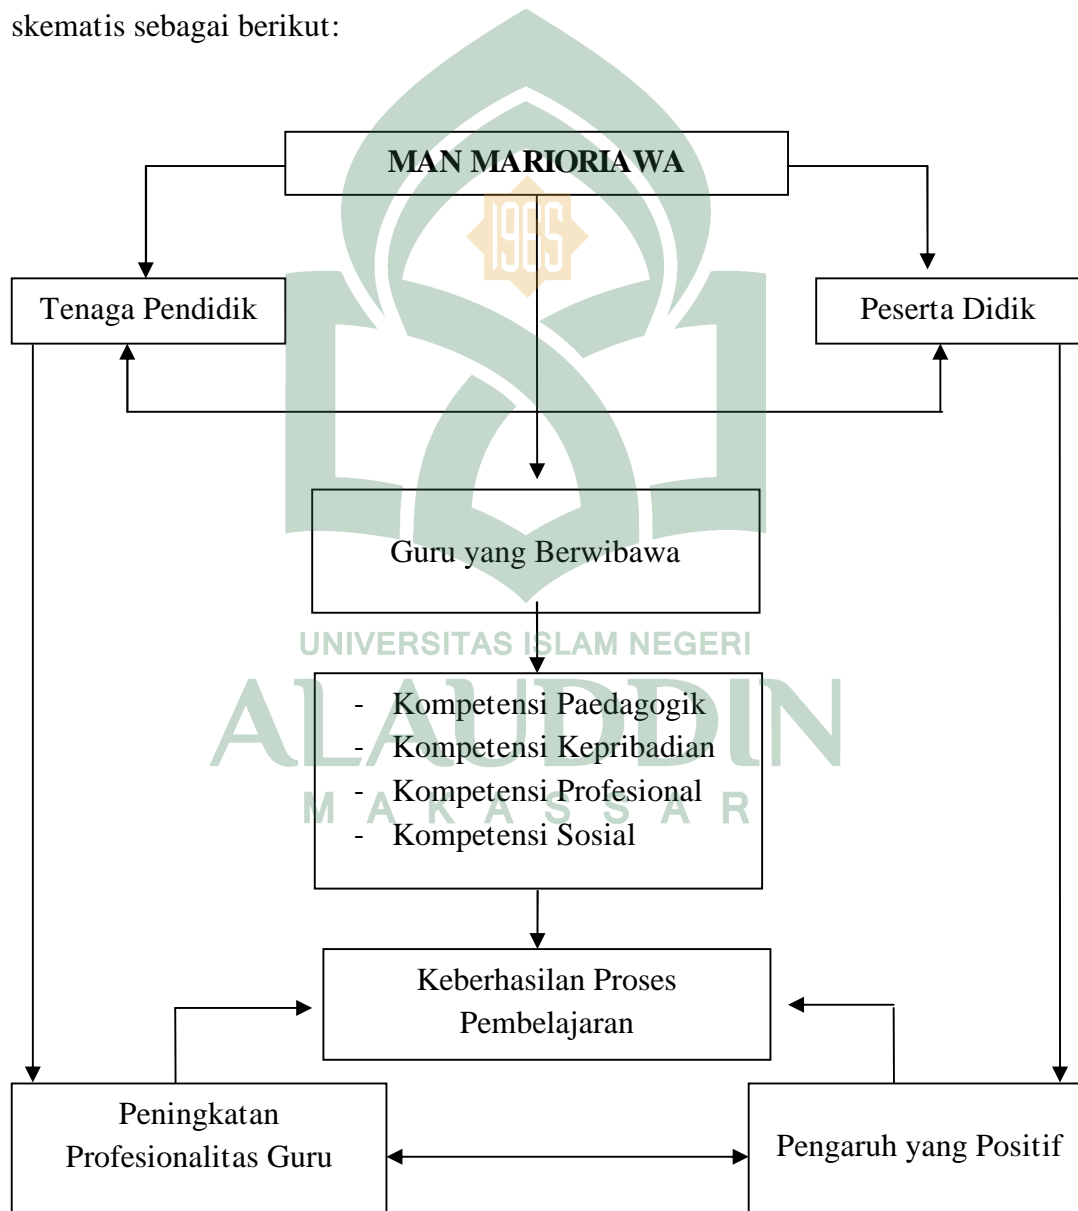 skematis sebagai berikut:
MAN MARIORIAWA
1965
Tenaga Pendidik
Peserta Didik
Guru yang Berwibawa
UNIVERSITAS ISLAM NEGERI
ALAUDDIN
MAKASSAR
- Kompetensi Paedagogik
- Kompetensi Kepribadian
- Kompetensi Profesional
- Kompetensi Sosial
Keberhasilan Proses
Pembelajaran
Peningkatan
Profesionalitas Guru
Pengaruh yang Positif